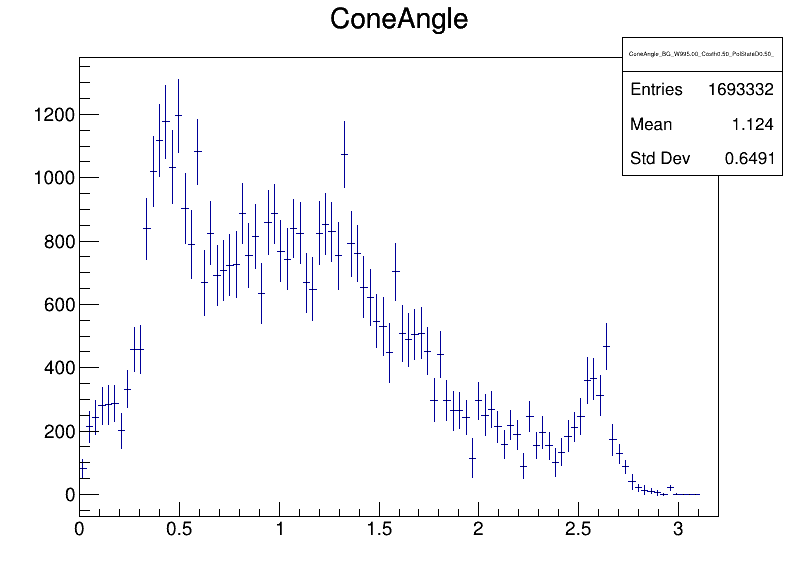 ConeAngle
ConeAngle_BG_W995.00_Costh0.50_PolStateD0.50_
Entries 1693332
Mean 1.124
Std Dev 0.6491
1200
1000
800
600
400
200
0
0 0.5 1 1.5 2 2.5 3